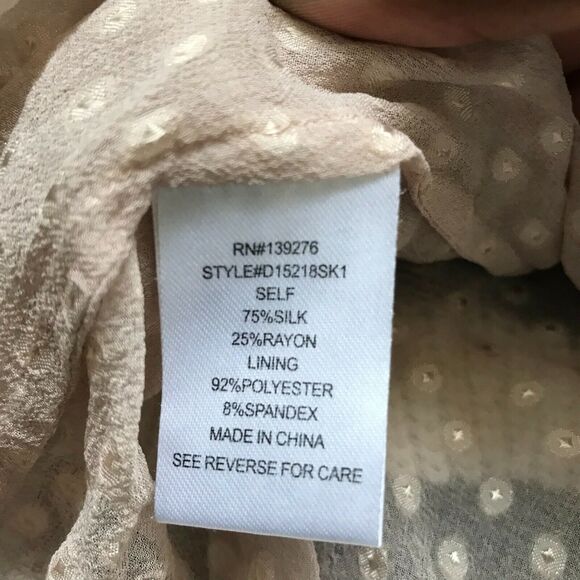 RN#139276
STYLE#D15218SK1
SELF
75%SILK
25%RAYON
LINING
92%POLYESTER
8%SPANDEX
MADE IN CHINA
SEE REVERSE FOR CARE